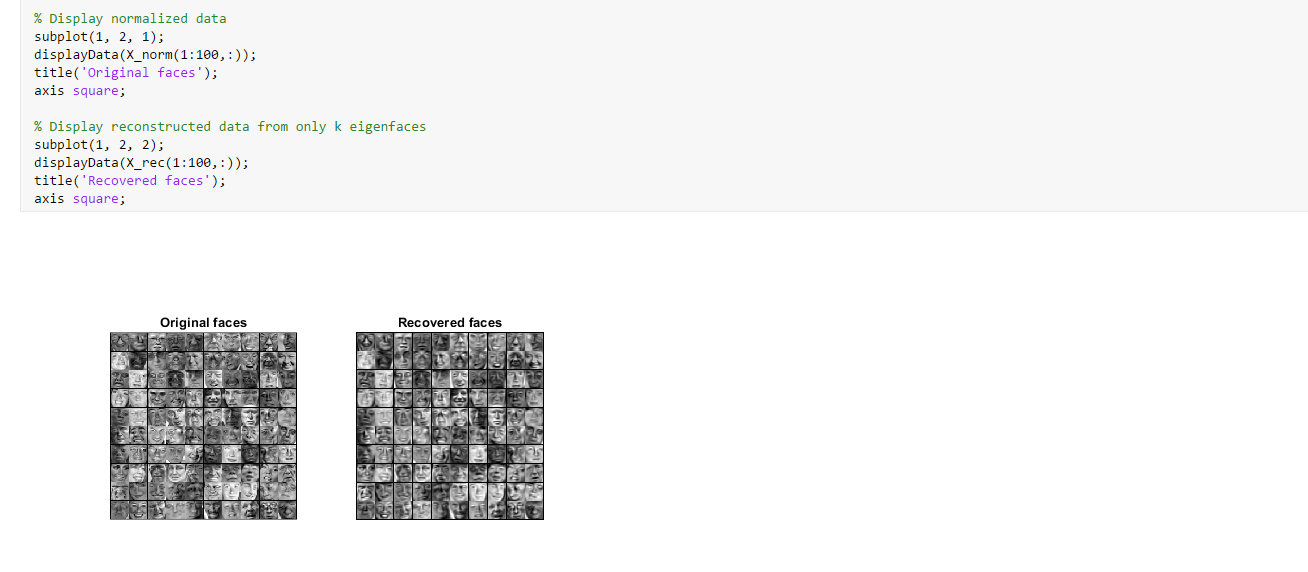 % Display normalized data
subplot(1, 2, 1);
displayData(X_norm(1:100,:));
title('Original faces');
axis square;
% Display reconstructed data from only k eigenfaces
subplot(1, 2, 2);
displayData(X_rec(1:100,:));
title('Recovered faces');
axis square;
Original faces
Recovered faces